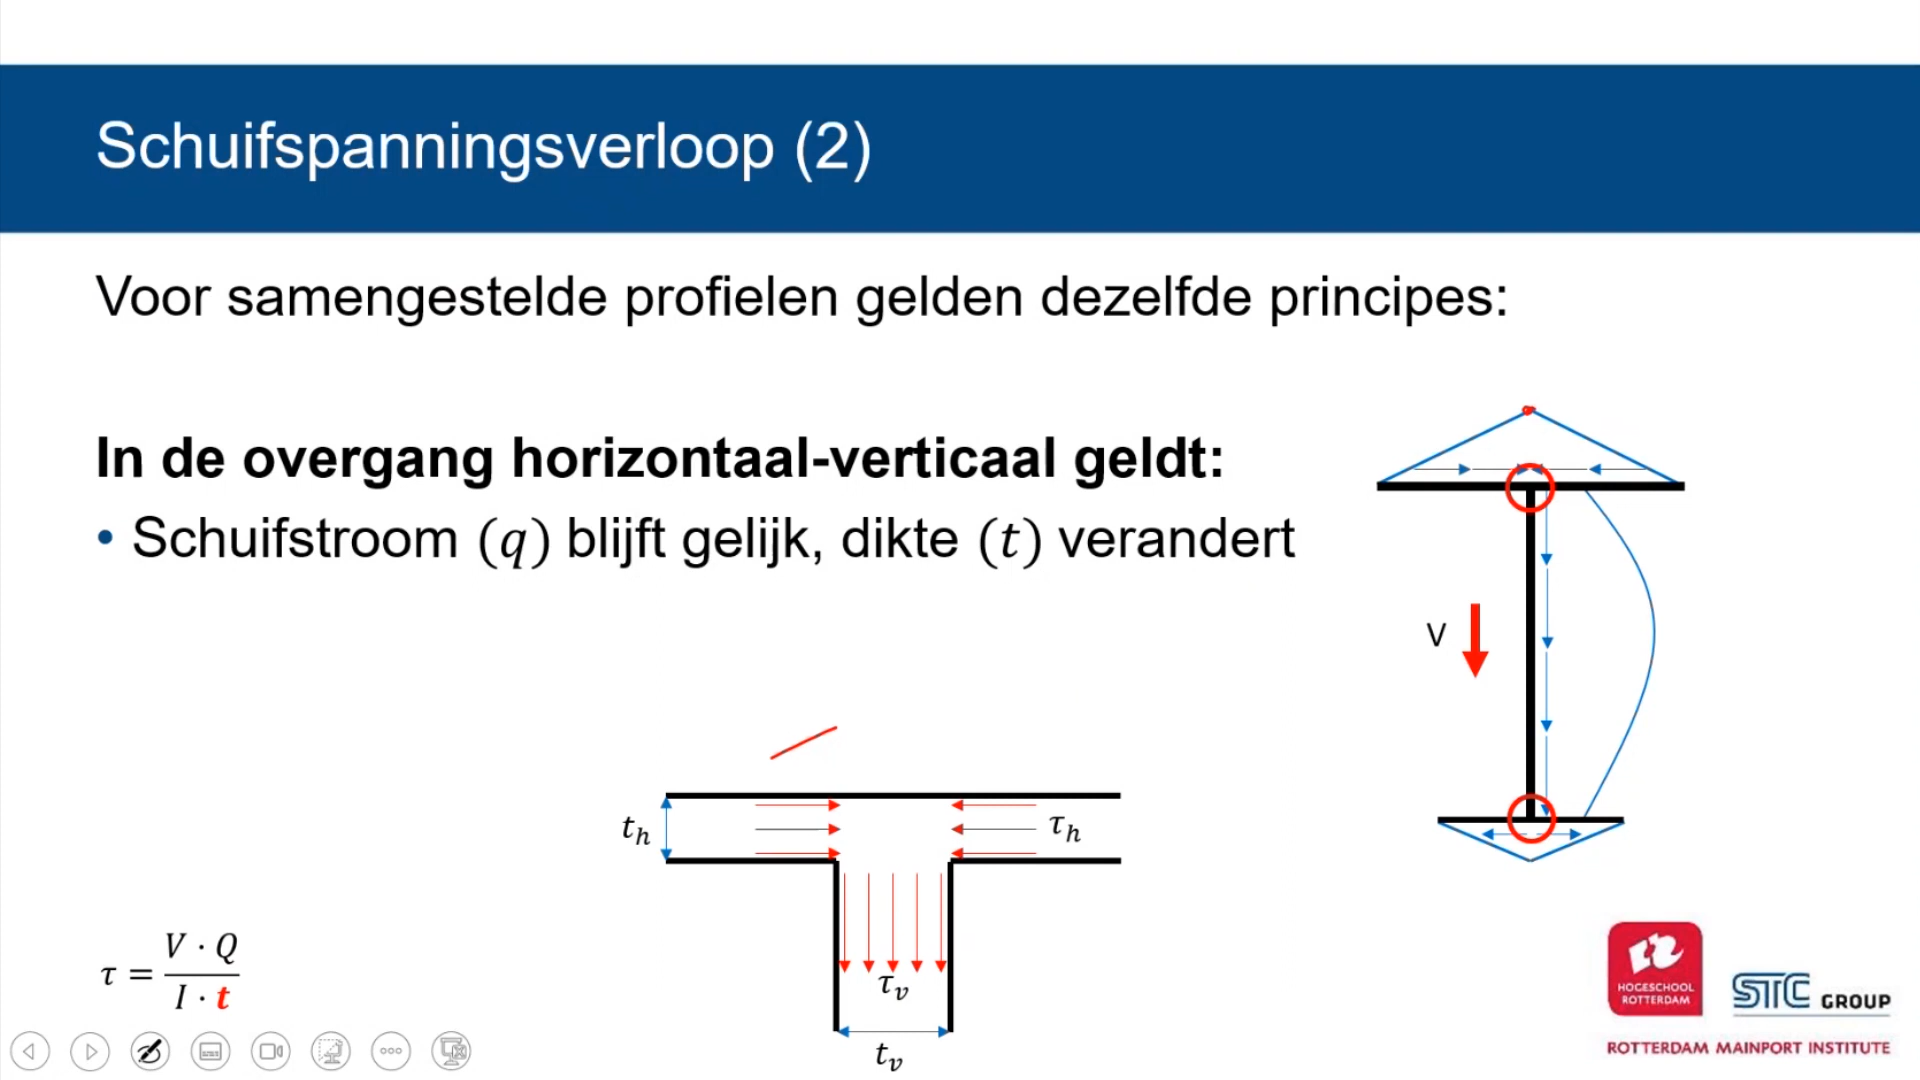 Schuifspanningsverloop (2)
Voor samengestelde profielen gelden dezelfde principes:
In de overgang horizontaal-verticaal geldt:
• Schuifstroom (q) blijft gelijk, dikte (t) verandert
V
t_h
τ_h
τ_v
t_v
τ = V · Q / I · t
HOGESCHOOL
ROTTERDAM
STC GROUP
ROTTERDAM MAINPORT INSTITUTE